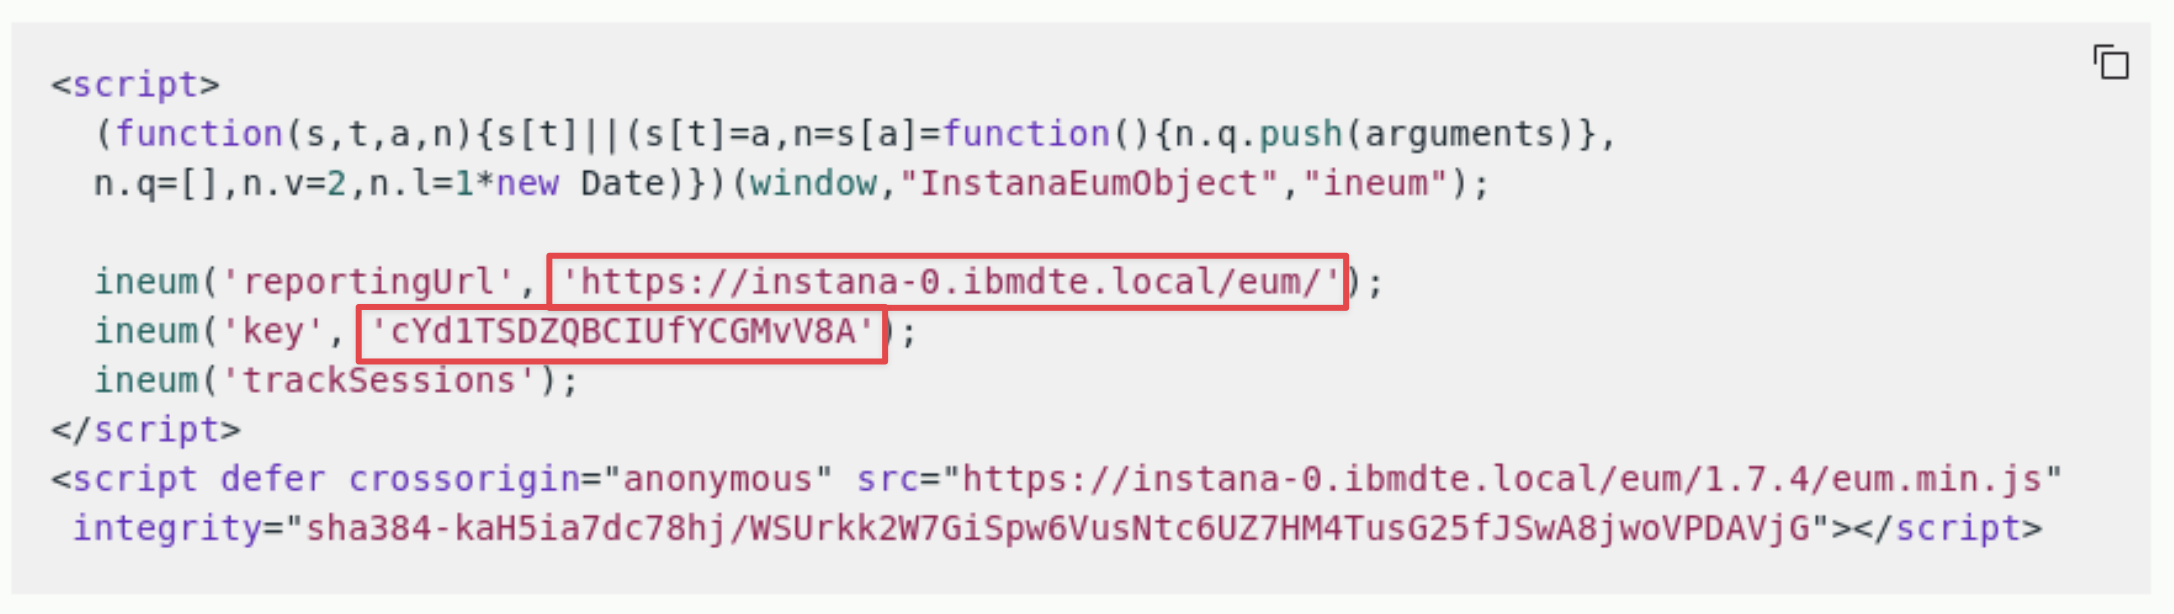 <script>
(function(s,t,a,n){s[t]||(s[t]=a,n=s[a]=function(){n.q.push(arguments)},
n.q=[],n.v=2,n.l=1*new Date)})(window,"InstanaEumObject","ineum");
ineum('reportingUrl', 'https://instana-0.ibmdte.local/eum/');
ineum('key', 'cYd1TSDZQBCIUfYCGMvV8A');
ineum('trackSessions');
</script>
<script defer crossorigin="anonymous" src="https://instana-0.ibmdte.local/eum/1.7.4/eum.min.js"
integrity="sha384-kaH5ia7dc78hj/WSUrkk2W7GiSpw6VusNtc6UZ7HM4TusG25fJSwA8jwoVPDAVjG"></script>